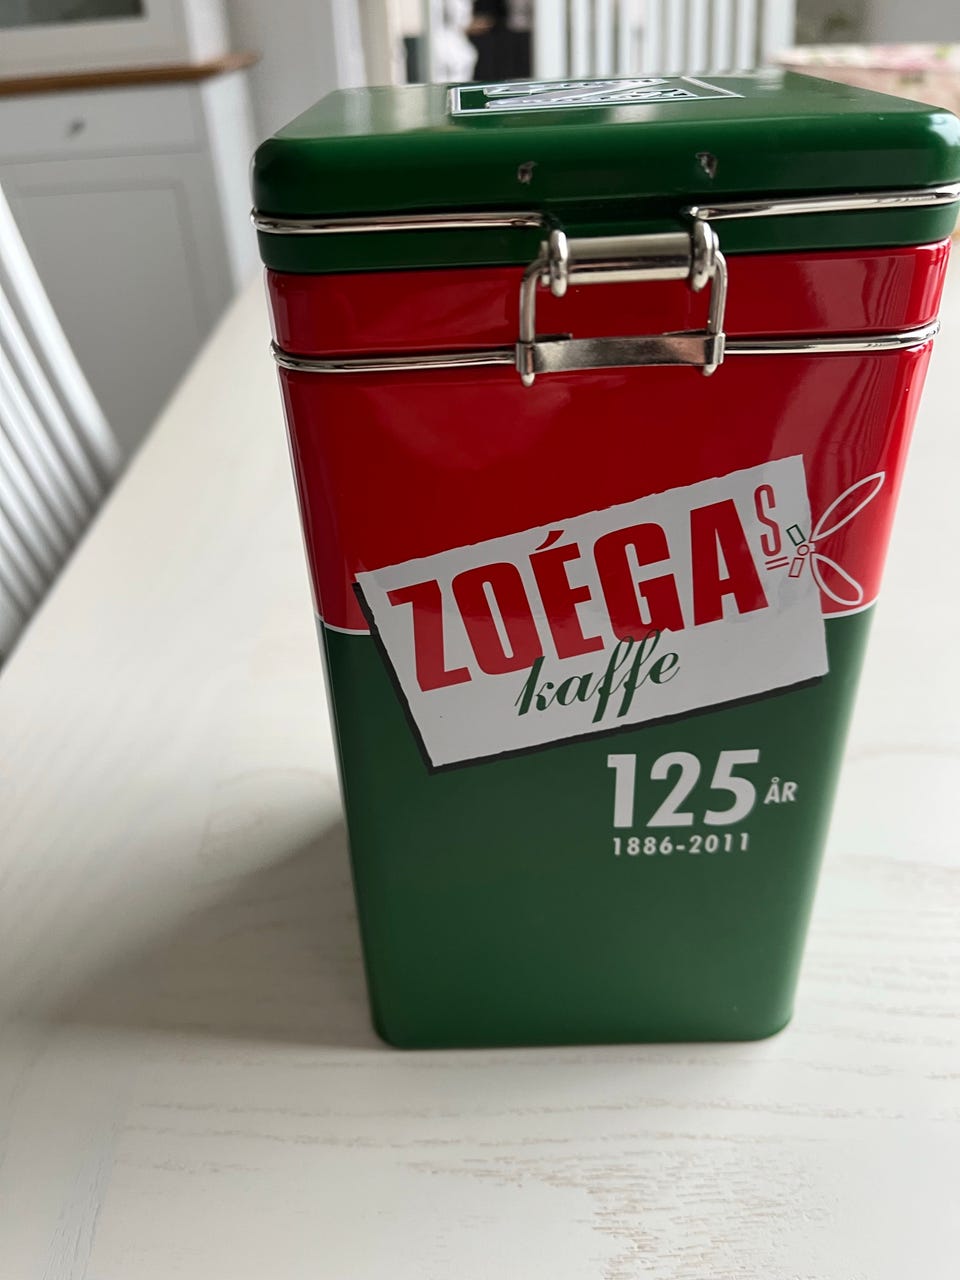 ZOÉGAS
kaffe
125 ÅR
1886-2011